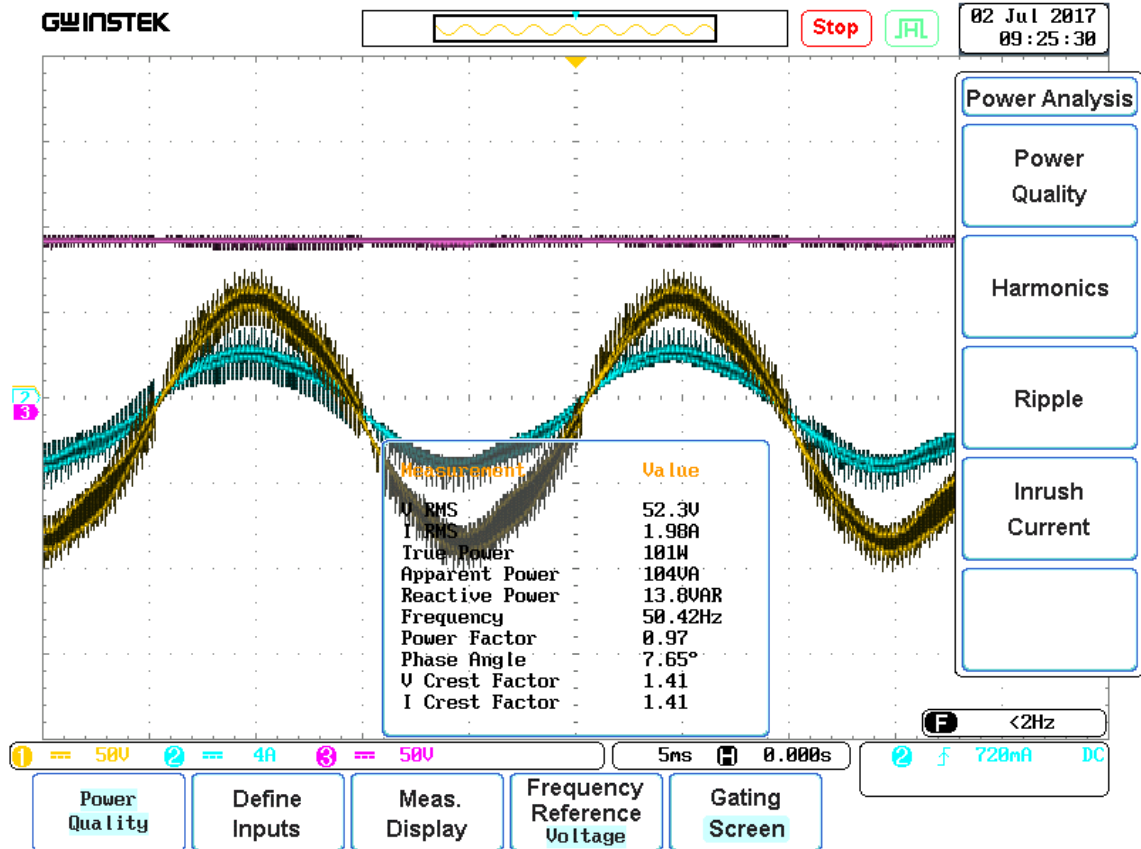 GWINSTEK
Stop
02 Jul 2017
09:25:30
Power Analysis
Power
Quality
Harmonics
Ripple
Inrush
Current
2
3
Measurement Value
V RMS 52.3V
I RMS 1.98A
True Power 101W
Apparent Power 104VA
Reactive Power 13.8VAR
Frequency 50.42Hz
Power Factor 0.97
Phase Angle 7.65°
V Crest Factor 1.41
I Crest Factor 1.41
F <2Hz
1 50V 2 4A 3 50V
5ms H 0.000s
2 720mA DC
Power
Quality
Define
Inputs
Meas.
Display
Frequency
Reference
Voltage
Gating
Screen